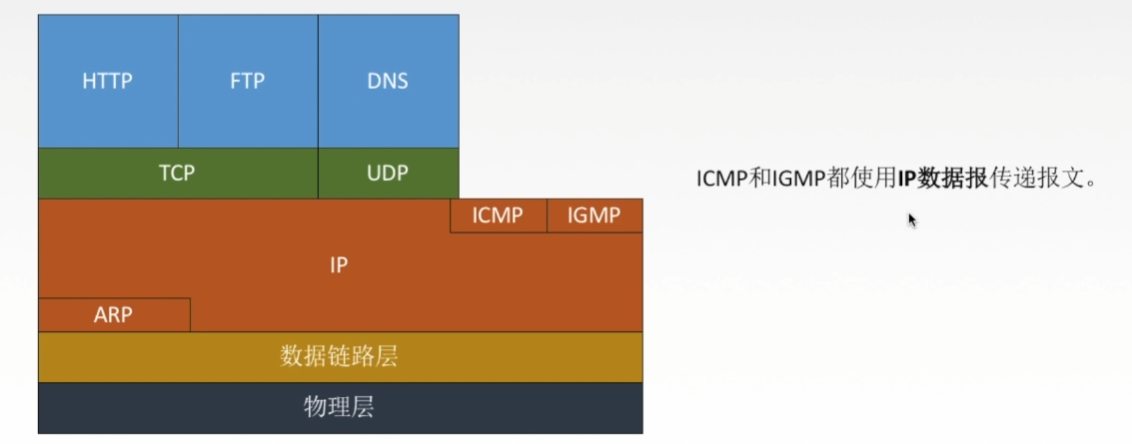 HTTP
FTP
DNS
TCP
UDP
ICMP
IGMP
ICMP和IGMP都使用IP数据报传递报文。
IP
ARP
数据链路层
物理层